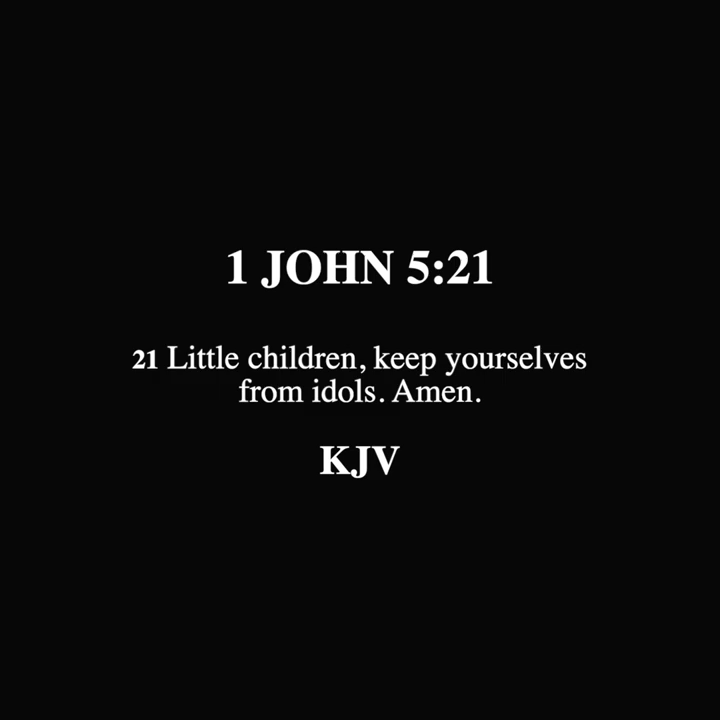 1 JOHN 5:21
21 Little children, keep yourselves
from idols. Amen.
KJV